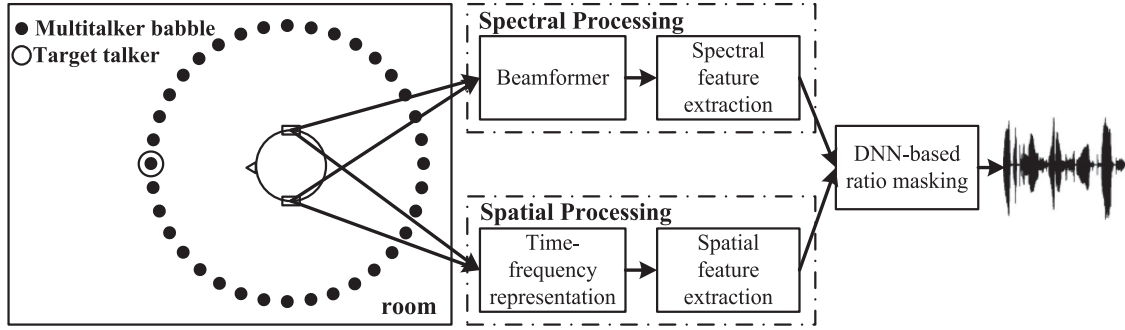 Multitalker babble
Target talker
room
Spectral Processing
Beamformer
Spectral
feature
extraction
Spatial Processing
Time-
frequency
representation
Spatial
feature
extraction
DNN-based
ratio masking